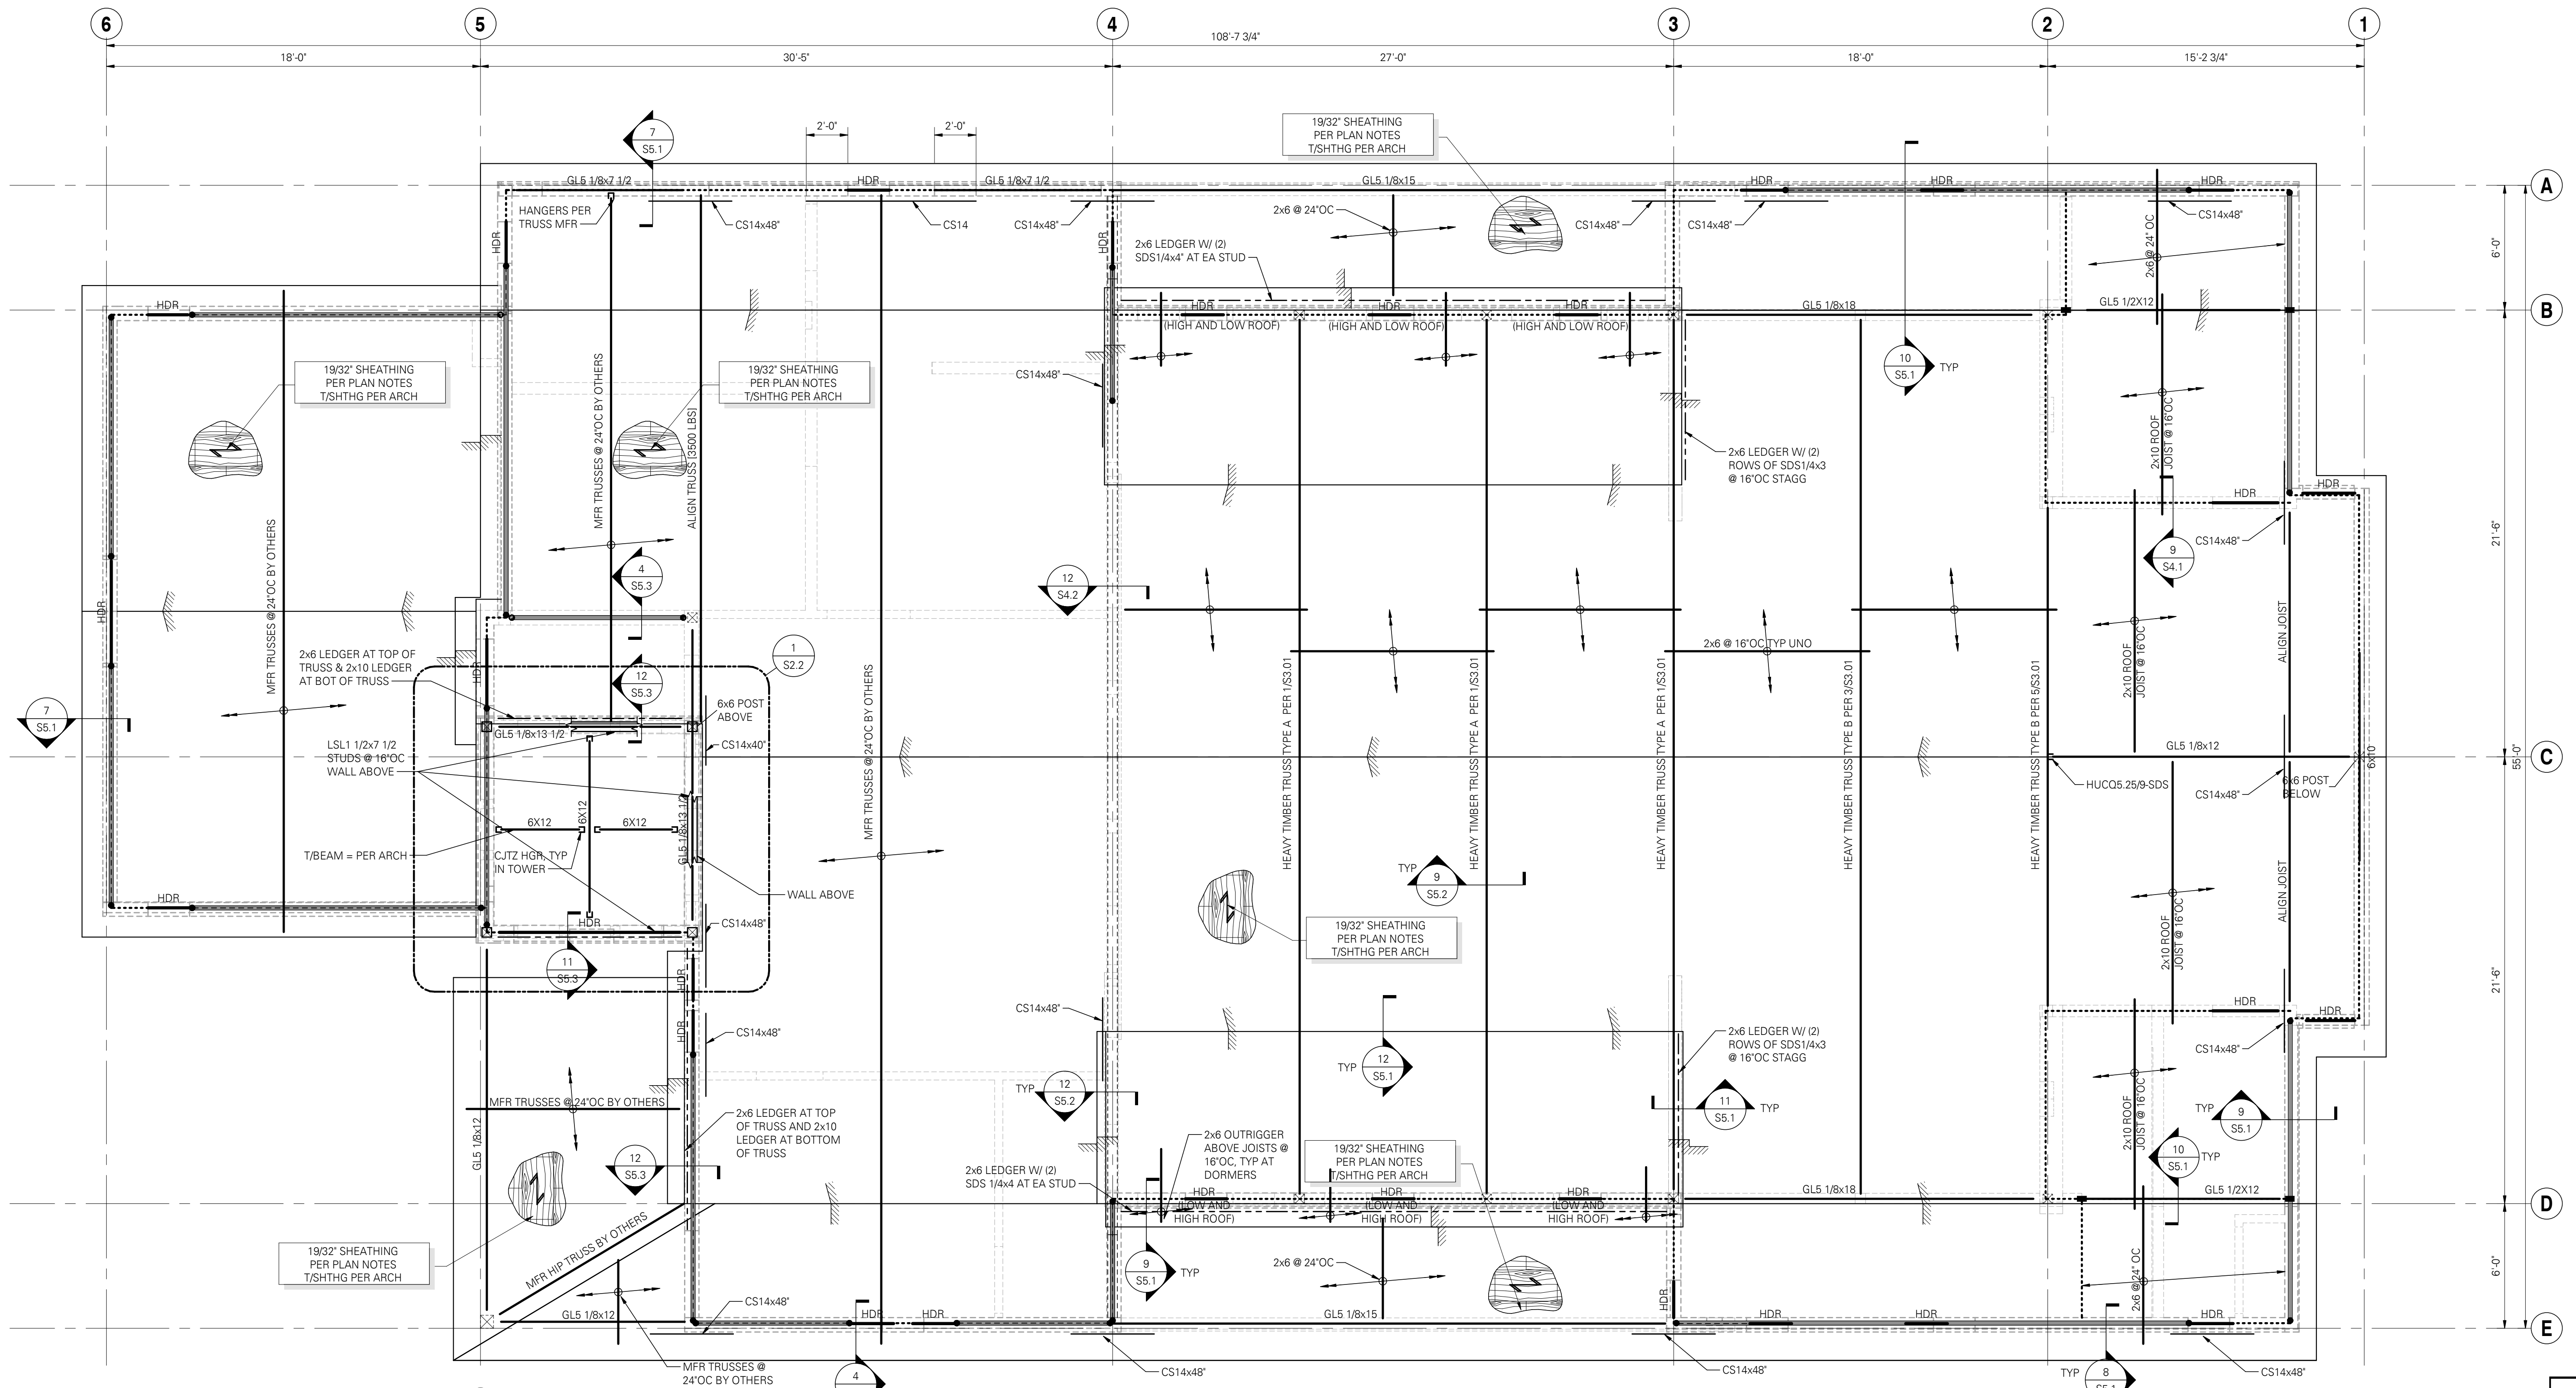 6
5
4
3
2
1
108'-7 3/4"
18'-0"
30'-5"
27'-0"
18'-0"
15'-2 3/4"
7
S5.1
2'-0"
2'-0"
19/32" SHEATHING
PER PLAN NOTES
T/SHTHG PER ARCH
A
GL5 1/8x7 1/2
HDR
GL5 1/8x7 1/2
GL5 1/8x15
HDR
HDR
HDR
HANGERS PER
TRUSS MFR
CS14x48"
CS14
CS14x48"
2x6 @ 24"OC
CS14x48"
CS14x48"
CS14x48"
HDR
HDR
2x6 LEDGER W/ (2)
SDS1/4x4" AT EA STUD
2x6 @ 24" OC
6'-0"
B
HDR
HDR
HDR
HDR
(HIGH AND LOW ROOF)
(HIGH AND LOW ROOF)
(HIGH AND LOW ROOF)
GL5 1/8x18
GL5 1/2X12
10
S5.1
TYP
19/32" SHEATHING
PER PLAN NOTES
T/SHTHG PER ARCH
19/32" SHEATHING
PER PLAN NOTES
T/SHTHG PER ARCH
CS14x48"
MFR TRUSSES @ 24"OC BY OTHERS
ALIGN TRUSS [3500 LBS]
2x6 LEDGER W/ (2)
ROWS OF SDS1/4x3
@ 16"OC STAGG
2x10 ROOF
JOIST @ 16"OC
HDR
HDR
CS14x48"
9
S4.1
21'-6"
MFR TRUSSES @ 24"OC BY OTHERS
HDR
4
S5.3
12
S4.2
ALIGN JOIST
2x6 LEDGER AT TOP OF
TRUSS & 2x10 LEDGER
AT BOT OF TRUSS
HDR
1
S2.2
12
S5.3
2x6 @ 16"OC TYP UNO
2x10 ROOF
JOIST @ 16"OC
7
S5.1
6x6 POST
ABOVE
GL5 1/8x13 1/2
CS14x40"
LSL1 1/2x7 1/2
STUDS @ 16"OC
WALL ABOVE
MFR TRUSSES @ 24"OC BY OTHERS
HEAVY TIMBER TRUSS TYPE A PER 1/S3.01
HEAVY TIMBER TRUSS TYPE A PER 1/S3.01
HEAVY TIMBER TRUSS TYPE A PER 1/S3.01
HEAVY TIMBER TRUSS TYPE B PER 3/S3.01
HEAVY TIMBER TRUSS TYPE B PER 5/S3.01
GL5 1/8x12
C
55'-0"
6x10
HUCQ5.25/9-SDS
CS14x48"
6x6 POST
BELOW
6X12
6X12
6X12
GL5 1/8x13 1/2
T/BEAM = PER ARCH
CJTZ HGR, TYP
IN TOWER
WALL ABOVE
TYP
9
S5.2
ALIGN JOIST
HDR
HDR
CS14x48"
19/32" SHEATHING
PER PLAN NOTES
T/SHTHG PER ARCH
2x10 ROOF
JOIST @ 16"OC
11
S5.3
HDR
21'-6"
HDR
CS14x48"
CS14x48"
HDR
HDR
2x6 LEDGER W/ (2)
ROWS OF SDS1/4x3
@ 16"OC STAGG
CS14x48"
12
S5.1
TYP
TYP
12
S5.2
11
S5.1
TYP
2x10 ROOF
JOIST @ 16"OC
TYP
9
S5.1
MFR TRUSSES @ 24"OC BY OTHERS
GL5 1/8x12
2x6 LEDGER AT TOP
OF TRUSS AND 2x10
LEDGER AT BOTTOM
OF TRUSS
2x6 OUTRIGGER
ABOVE JOISTS @
16"OC, TYP AT
DORMERS
19/32" SHEATHING
PER PLAN NOTES
T/SHTHG PER ARCH
12
S5.3
2x6 LEDGER W/ (2)
SDS 1/4x4 AT EA STUD
10
S5.1
TYP
HDR
HDR
HDR
(LOW AND
HIGH ROOF)
(LOW AND
HIGH ROOF)
(LOW AND
HIGH ROOF)
GL5 1/8x18
GL5 1/2X12
D
19/32" SHEATHING
PER PLAN NOTES
T/SHTHG PER ARCH
MFR HIP TRUSS BY OTHERS
9
S5.1
TYP
2x6 @ 24"OC
HDR
2x6 @ 24" OC
6'-0"
CS14x48"
GL5 1/8x12
HDR
HDR
GL5 1/8x15
HDR
HDR
HDR
E
MFR TRUSSES @
24"OC BY OTHERS
4
CS14x48"
CS14x48"
TYP
8
S5.1
CS14x48"